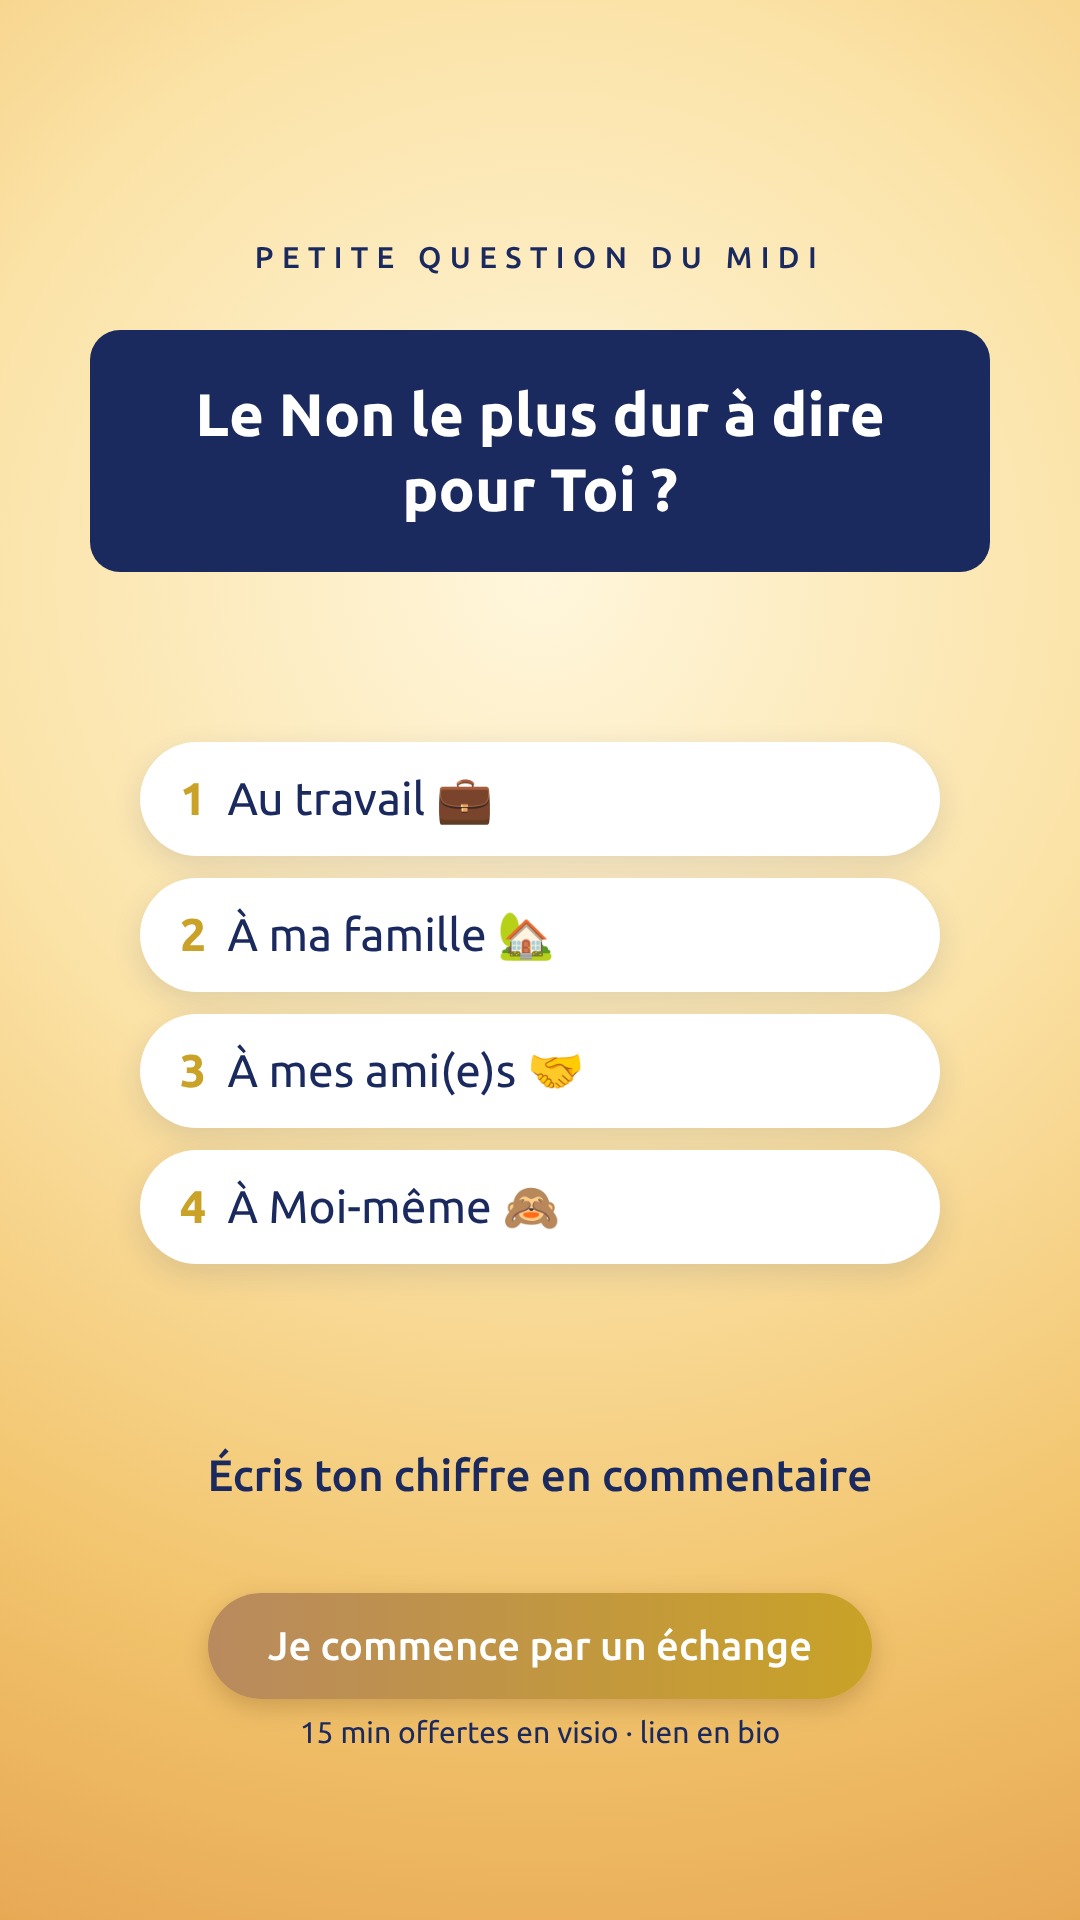 PETITE QUESTION DU MIDI
Le Non le plus dur à dire
pour Toi ?
1 Au travail 💼
2 À ma famille 🏡
3 À mes ami(e)s 🤝
4 À Moi-même 🙈
Écris ton chiffre en commentaire
Je commence par un échange
15 min offertes en visio · lien en bio